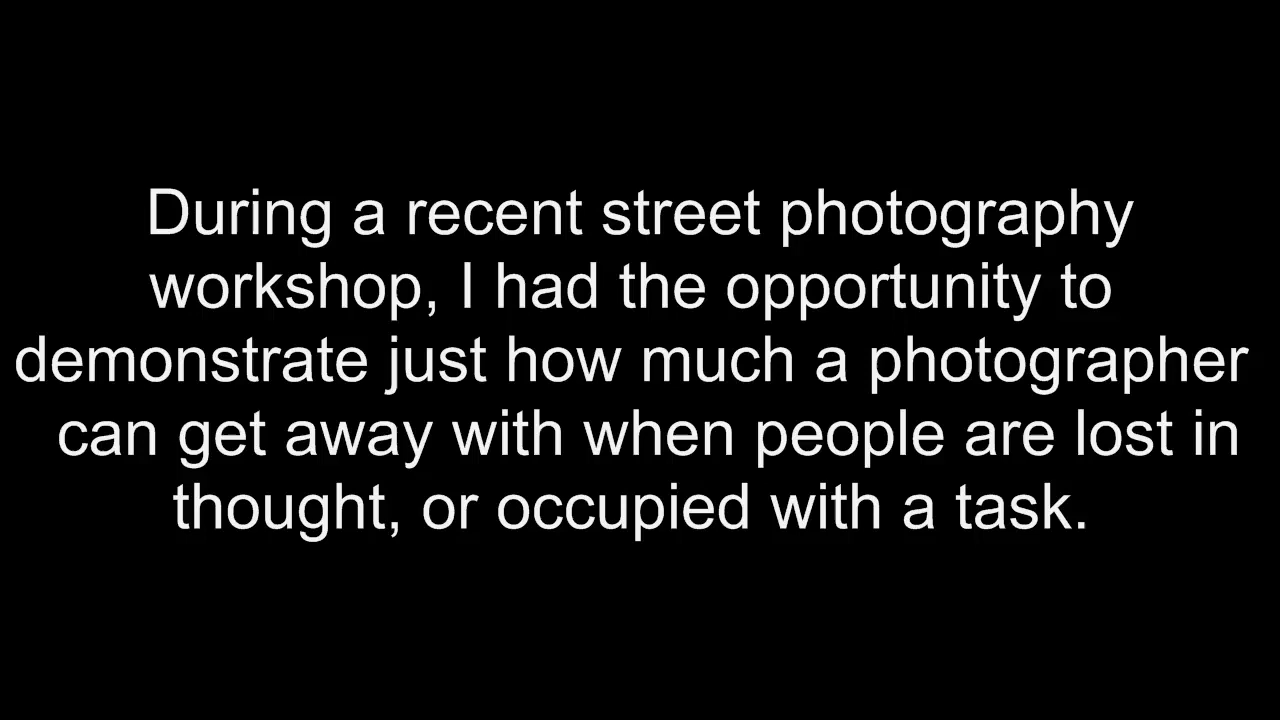 During a recent street photography
workshop, I had the opportunity to
demonstrate just how much a photographer
can get away with when people are lost in
thought, or occupied with a task.